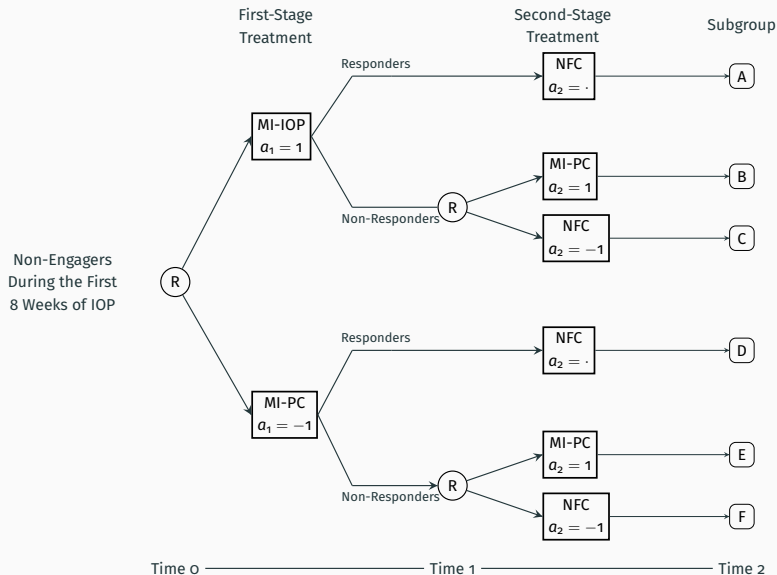 First-Stage
Treatment
Second-Stage
Treatment
Subgroup
Responders
NFC
a₂ = ·
A
MI-IOP
a₁ = 1
MI-PC
a₂ = 1
B
Non-Responders
R
NFC
a₂ = −1
C
Non-Engagers
During the First
8 Weeks of IOP
R
Responders
NFC
a₂ = ·
D
MI-PC
a₁ = −1
MI-PC
a₂ = 1
E
Non-Responders
R
NFC
a₂ = −1
F
Time 0
Time 1
Time 2